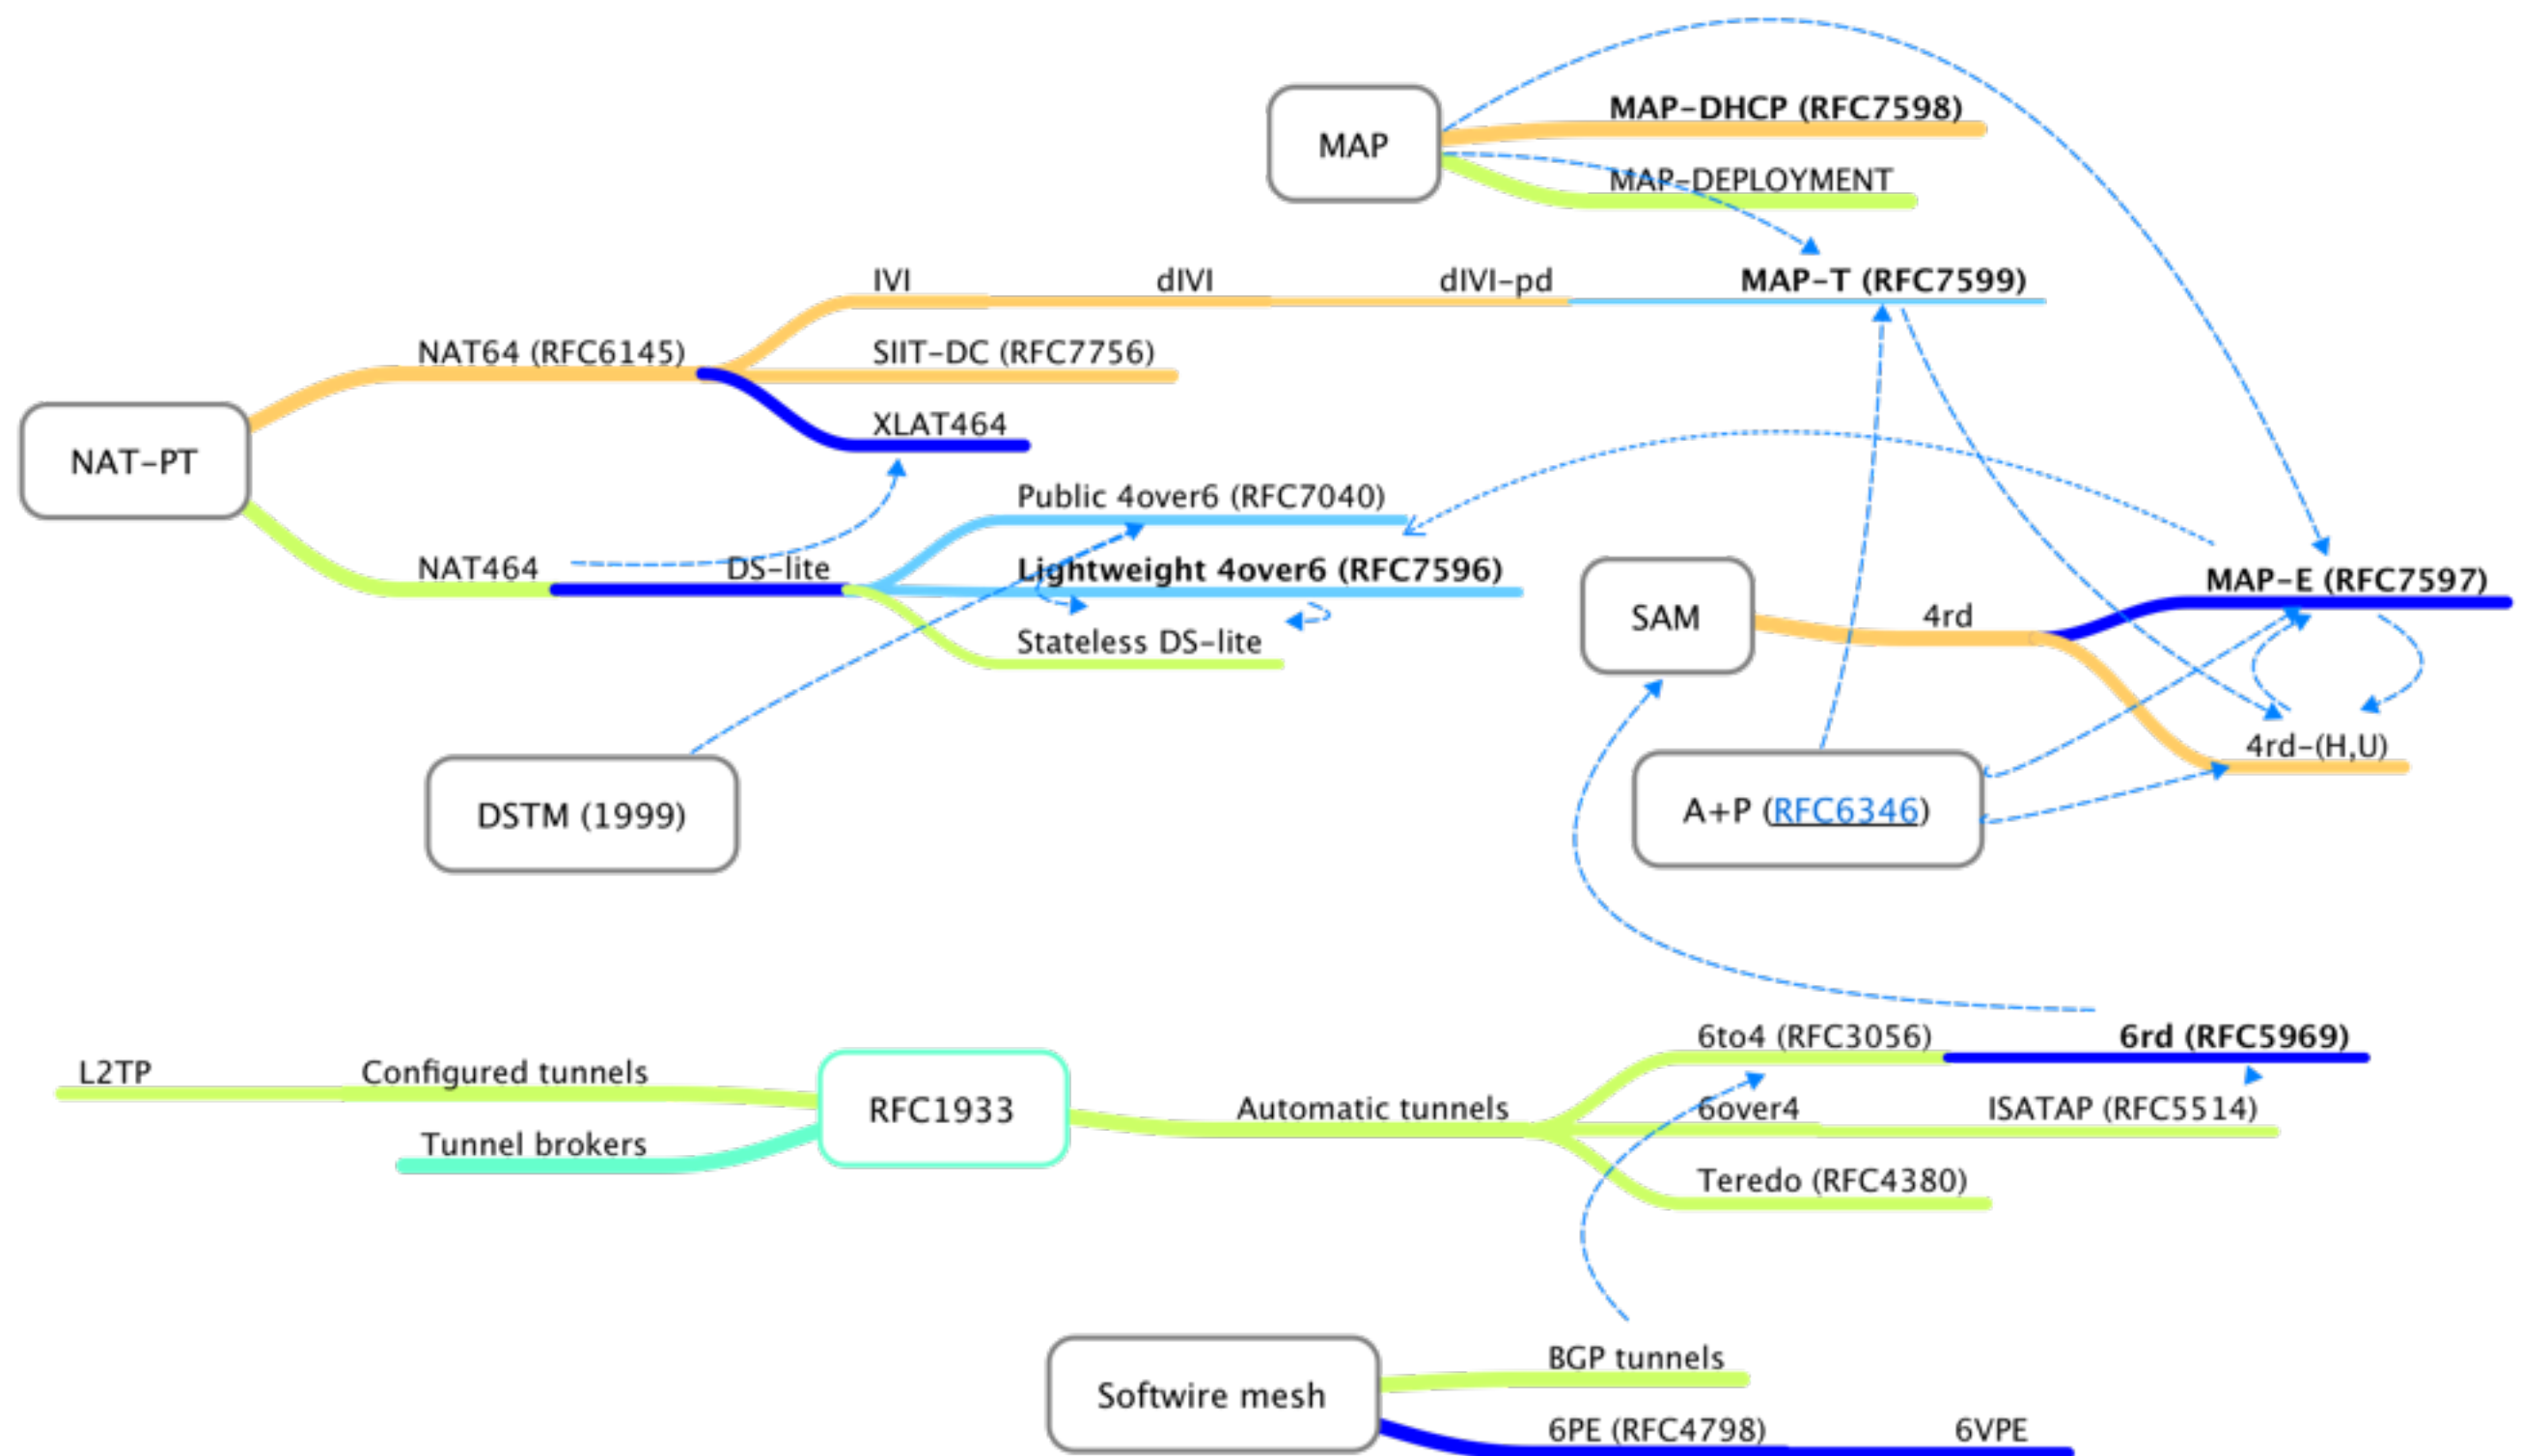 MAP
MAP-DHCP (RFC7598)
MAP-DEPLOYMENT
IVI
dIVI
dIVI-pd
MAP-T (RFC7599)
NAT64 (RFC6145)
SIIT-DC (RFC7756)
XLAT464
NAT-PT
Public 4over6 (RFC7040)
NAT464
DS-lite
Lightweight 4over6 (RFC7596)
Stateless DS-lite
SAM
4rd
MAP-E (RFC7597)
4rd-(H,U)
DSTM (1999)
A+P (RFC6346)
L2TP
Configured tunnels
Tunnel brokers
RFC1933
Automatic tunnels
6to4 (RFC3056)
6rd (RFC5969)
6over4
ISATAP (RFC5514)
Teredo (RFC4380)
Softwire mesh
BGP tunnels
6PE (RFC4798)
6VPE